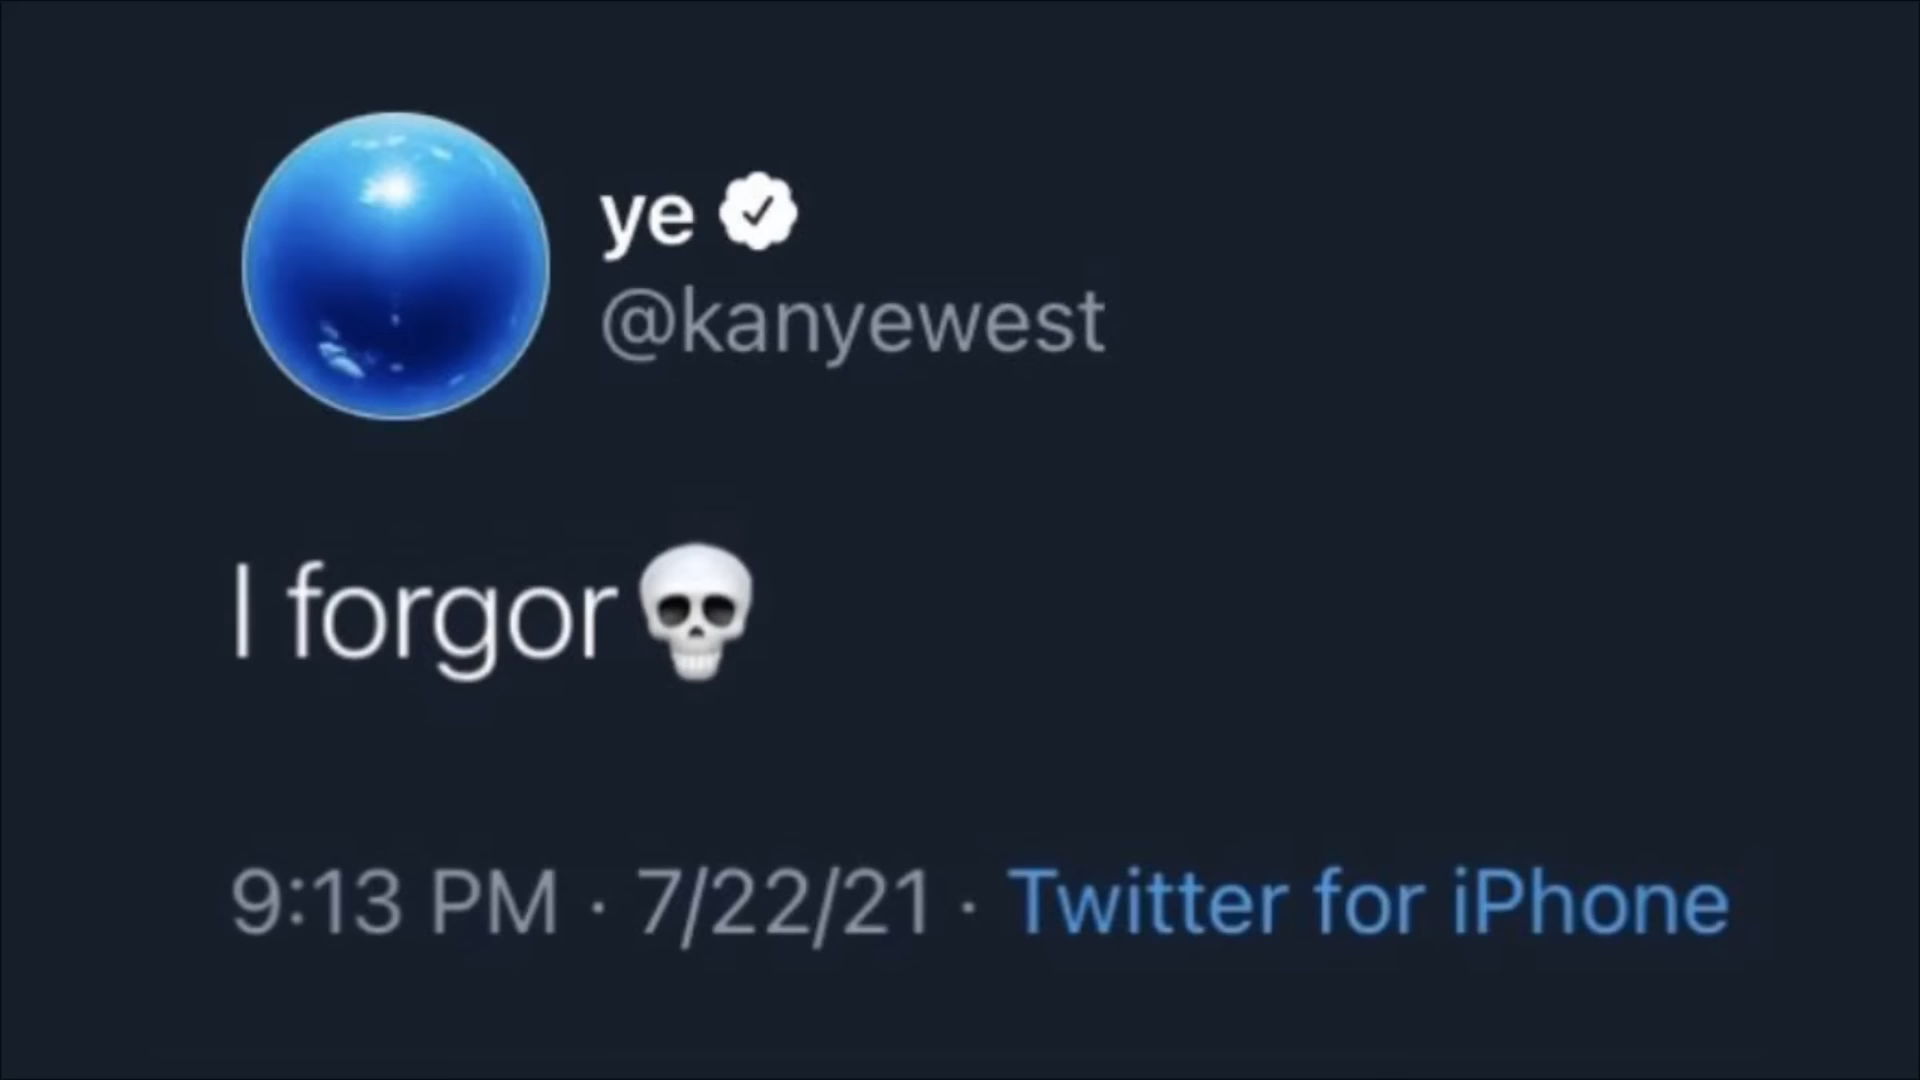 ye
@kanyewest
I forgor💀
9:13 PM · 7/22/21 · Twitter for iPhone